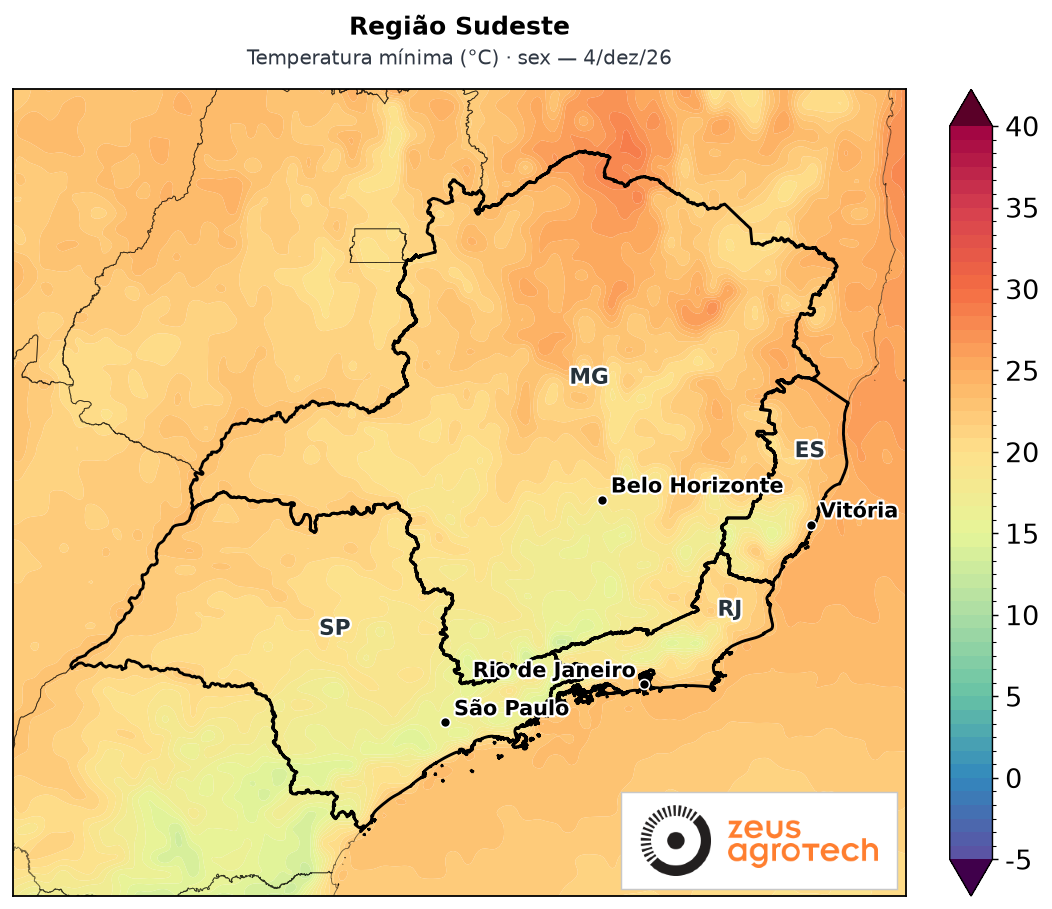 Região Sudeste
Temperatura mínima (°C) · sex — 4/dez/26
40
35
30
25
20
15
10
5
0
-5
MG
ES
Belo Horizonte
Vitória
RJ
SP
Rio de Janeiro
São Paulo
zeus
agrotech